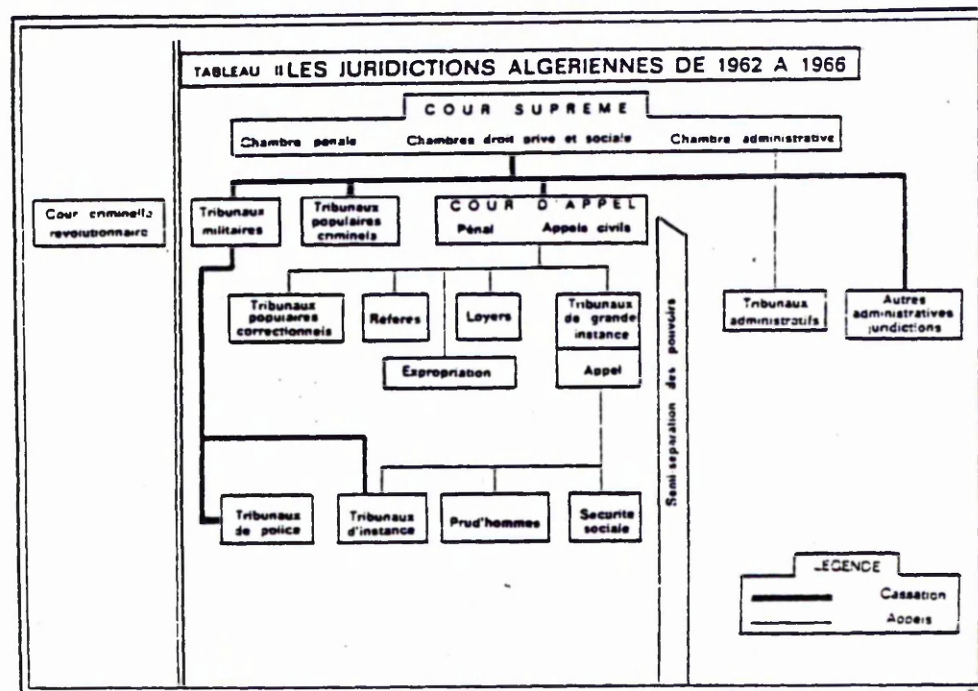 TABLEAU II LES JURIDICTIONS ALGERIENNES DE 1962 A 1966
COUR SUPREME
Chambre penale Chambres droit prive et sociale Chambre administrative
Cour criminelle
revolutionnaire
Tribunaux
militaires
Tribunaux
populaires
criminels
COUR D'APPEL
Pénal Appels civils
Tribunaux
populaires
correctionnels
Réferes
Loyers
Tribunaux
de grande
instance
Appel
Expropriation
Semi-separation des pouvoirs
Tribunaux
administratifs
Autres
administratives
juridictions
Tribunaux
de police
Tribunaux
d'instance
Prud'hommes
Securite
sociale
LEGENDE
Cassation
Appels